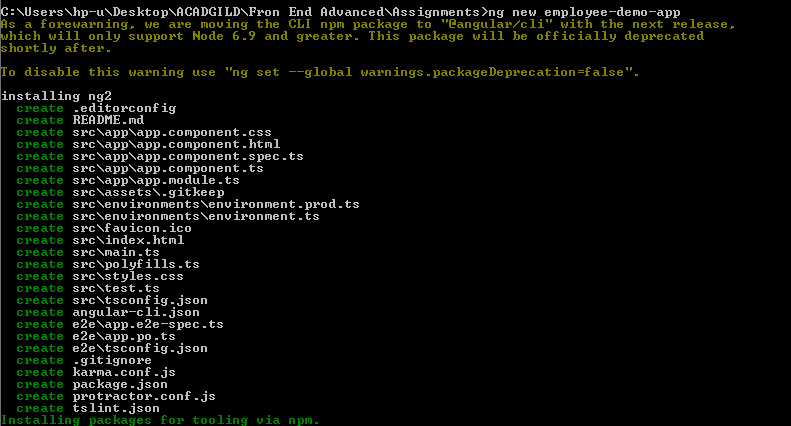 C:\Users\hp-u\Desktop\ACADGILD\Fron End Advanced\Assignments>ng new employee-demo-app
As a forewarning, we are moving the CLI npm package to "@angular/cli" with the next release,
which will only support Node 6.9 and greater. This package will be officially deprecated
shortly after.
To disable this warning use "ng set --global warnings.packageDeprecation=false".
installing ng2
create .editorconfig
create README.md
create src\app\app.component.css
create src\app\app.component.html
create src\app\app.component.spec.ts
create src\app\app.component.ts
create src\app\app.module.ts
create src\assets\.gitkeep
create src\environments\environment.prod.ts
create src\environments\environment.ts
create src\favicon.ico
create src\index.html
create src\main.ts
create src\polyfills.ts
create src\styles.css
create src\test.ts
create src\tsconfig.json
create angular-cli.json
create e2e\app.e2e-spec.ts
create e2e\app.po.ts
create e2e\tsconfig.json
create .gitignore
create karma.conf.js
create package.json
create protractor.conf.js
create tslint.json
Installing packages for tooling via npm.